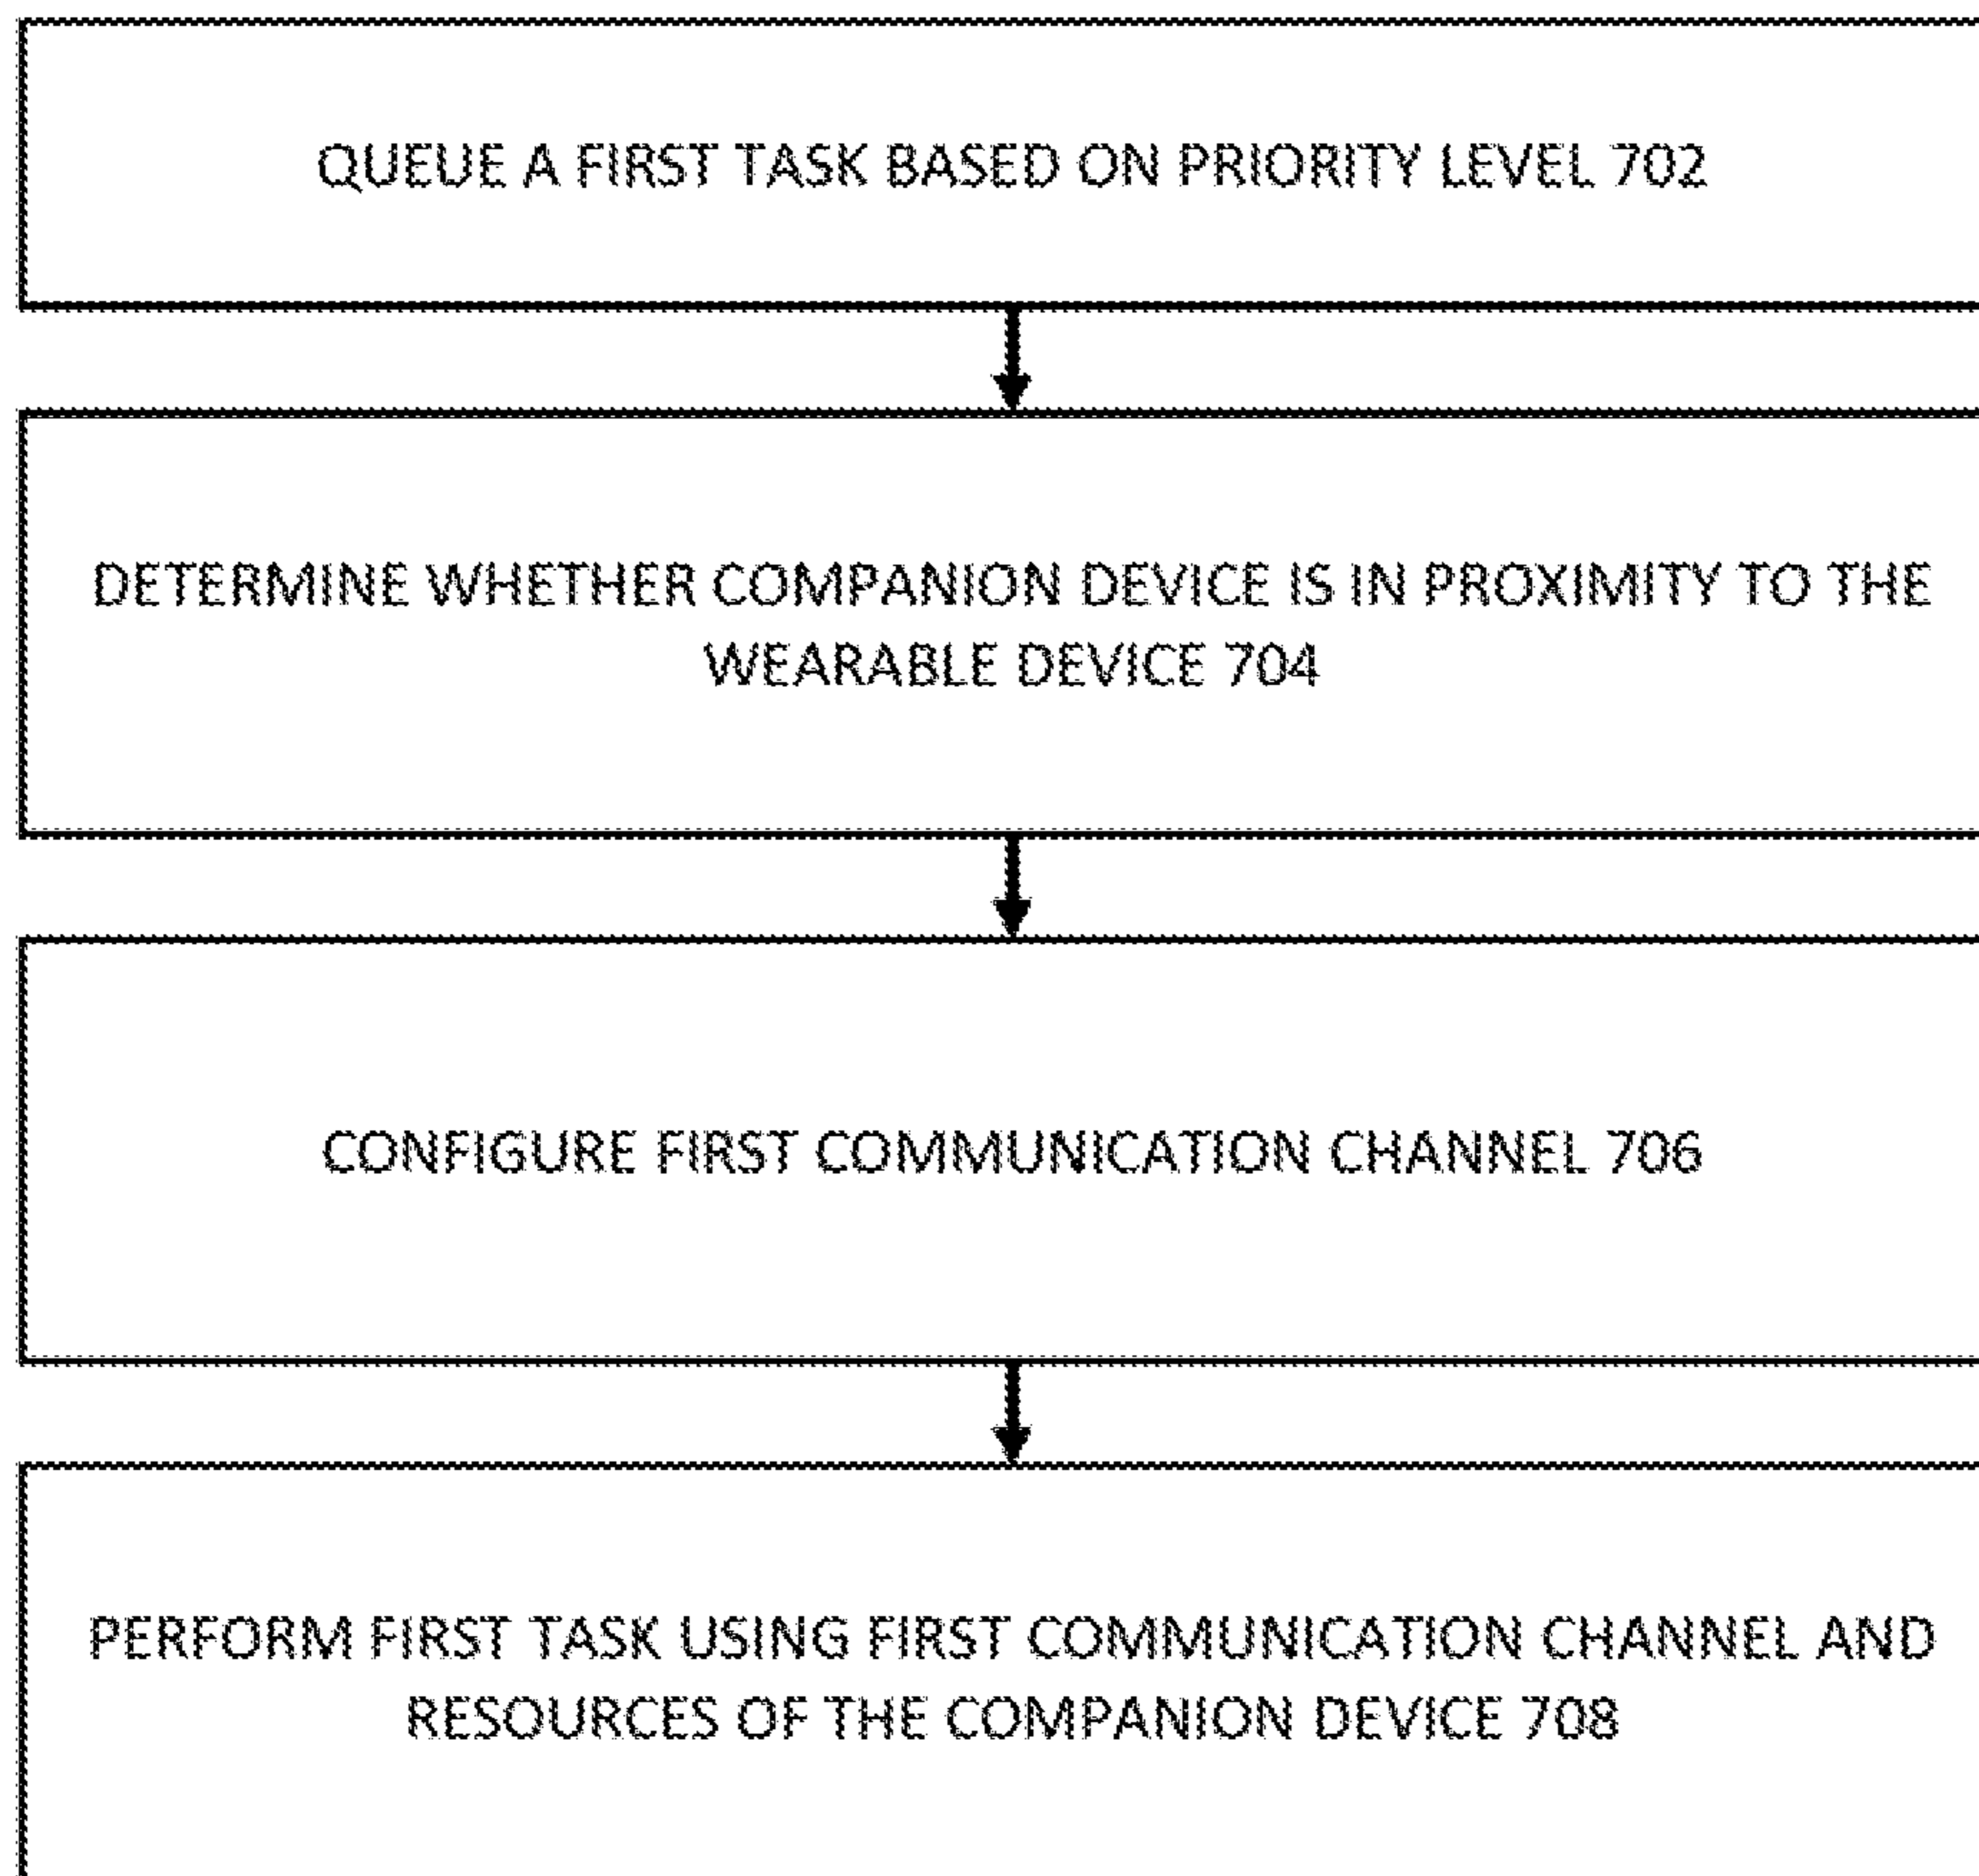 QUEUE A FIRST TASK BASED ON PRIORITY LEVEL 702
DETERMINE WHETHER COMPANION DEVICE IS IN PROXIMITY TO THE
WEARABLE DEVICE 704
CONFIGURE FIRST COMMUNICATION CHANNEL 706
PERFORM FIRST TASK USING FIRST COMMUNICATION CHANNEL AND
RESOURCES OF THE COMPANION DEVICE 708